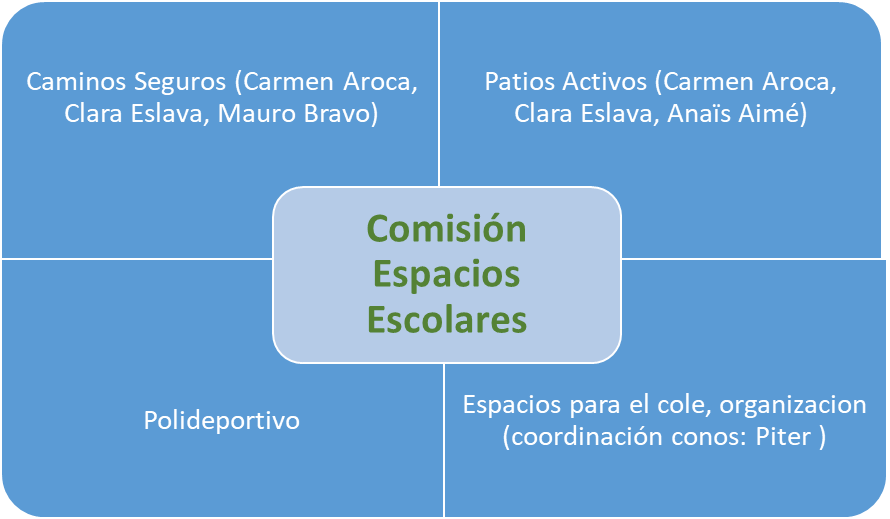 Caminos Seguros (Carmen Aroca,
Clara Eslava, Mauro Bravo)
Patios Activos (Carmen Aroca,
Clara Eslava, Anaïs Aimé)
Comisión
Espacios
Escolares
Polideportivo
Espacios para el cole, organizacion
(coordinación conos: Piter )